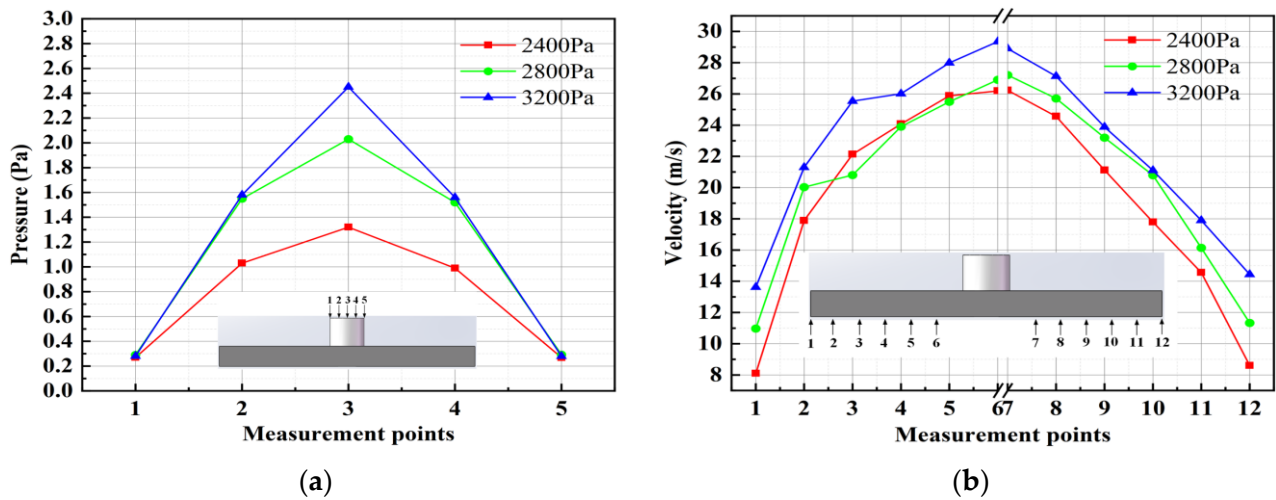 3.0
2.8
2.6
2.4
2.2
2.0
1.8
1.6
1.4
1.2
1.0
0.8
0.6
0.4
0.2
0.0
Pressure (Pa)
2400Pa
2800Pa
3200Pa
1 2 3 4 5
1 2 3 4 5
Measurement points
(a)
30
28
26
24
22
20
18
16
14
12
10
8
Velocity (m/s)
2400Pa
2800Pa
3200Pa
1 2 3 4 5 6 7 8 9 10 11 12
1 2 3 4 5 67 8 9 10 11 12
Measurement points
(b)